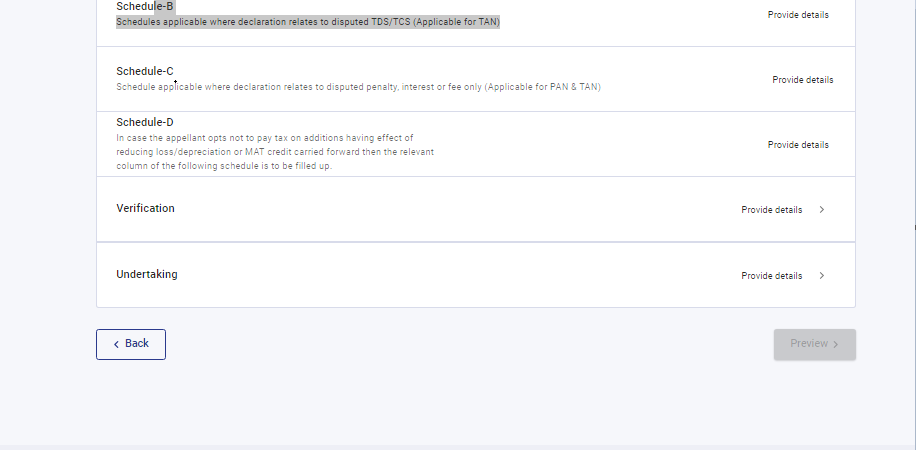 Schedule-B
Schedules applicable where declaration relates to disputed TDS/TCS (Applicable for TAN)
Provide details
Schedule-C
Schedule applicable where declaration relates to disputed penalty, interest or fee only (Applicable for PAN & TAN)
Provide details
Schedule-D
In case the appellant opts not to pay tax on additions having effect of
reducing loss/depreciation or MAT credit carried forward then the relevant
column of the following schedule is to be filled up.
Provide details
Verification
Provide details
Undertaking
Provide details
Back
Preview